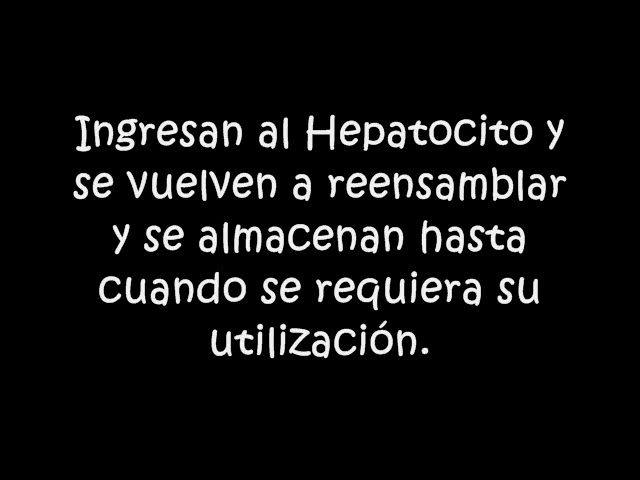 Ingresan al Hepatocito y
se vuelven a reensamblar
y se almacenan hasta
cuando se requiera su
utilización.